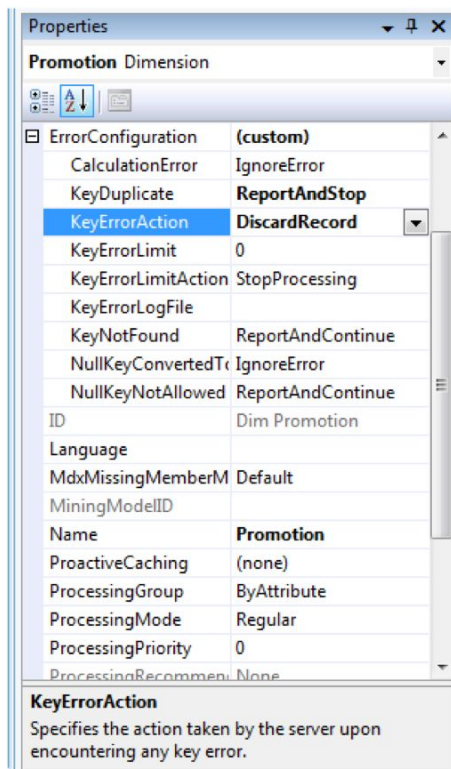 Properties
Promotion Dimension
ErrorConfiguration (custom)
CalculationError IgnoreError
KeyDuplicate ReportAndStop
KeyErrorAction DiscardRecord
KeyErrorLimit 0
KeyErrorLimitAction StopProcessing
KeyErrorLogFile
KeyNotFound ReportAndContinue
NullKeyConvertedTo IgnoreError
NullKeyNotAllowed ReportAndContinue
ID Dim Promotion
Language
MdxMissingMemberM Default
MiningModelID
Name Promotion
ProactiveCaching (none)
ProcessingGroup ByAttribute
ProcessingMode Regular
ProcessingPriority 0
ProcessingRecommen None
KeyErrorAction
Specifies the action taken by the server upon
encountering any key error.